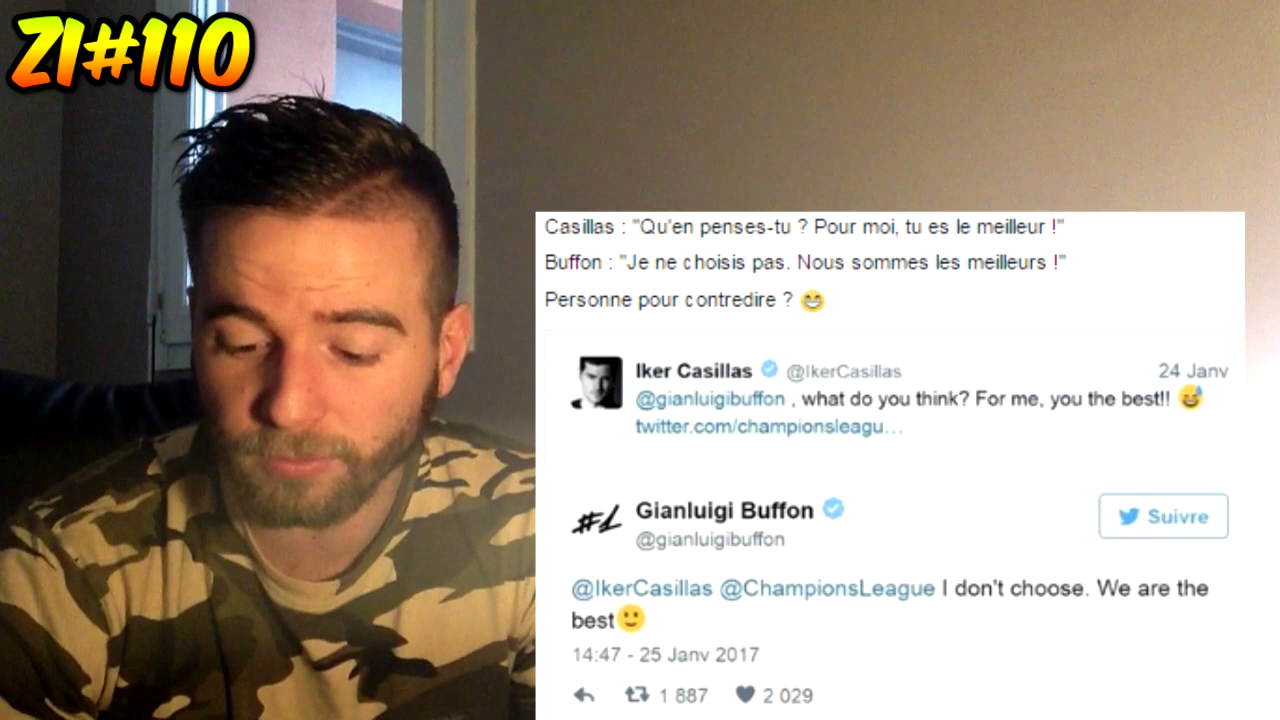 ZI#110
Casillas : "Qu'en penses-tu ? Pour moi, tu es le meilleur !"
Buffon : "Je ne choisis pas. Nous sommes les meilleurs !"
Personne pour contredire ? 😁
Iker Casillas @IkerCasillas 24 Janv
@gianluigibuffon , what do you think? For me, you the best!! 😅
twitter.com/championsleagu…
#1
Gianluigi Buffon
Suivre
@gianluigibuffon
@IkerCasillas @ChampionsLeague I don't choose. We are the
best🙂
14:47 - 25 Janv 2017
1 887 2 029